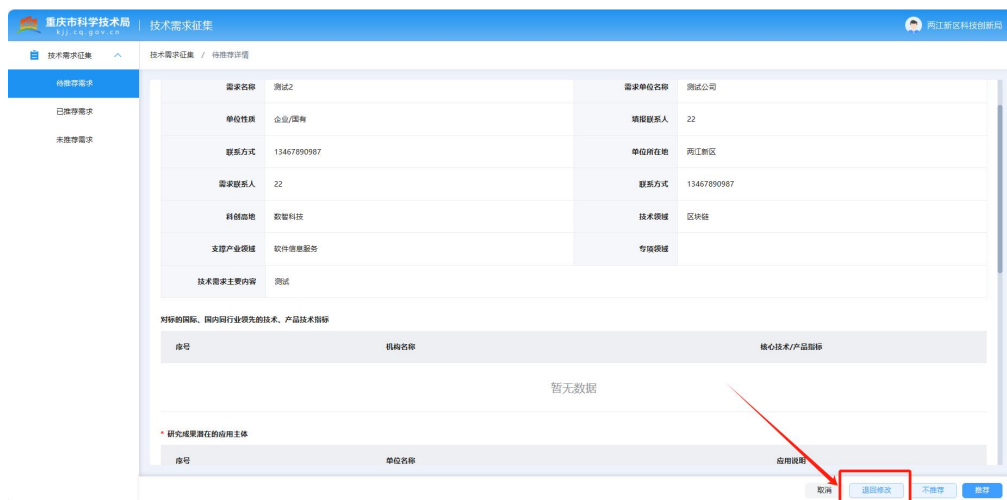 重庆市科学技术局
kjj.cq.gov.cn
技术需求征集
两江新区科技创新局
技术需求征集
技术需求征集 / 待推荐详情
待推荐需求
已推荐需求
未推荐需求
需求名称 测试2 需求单位名称 测试公司
单位性质 企业/国有 填报联系人 22
联系方式 13467890987 单位所在地 两江新区
需求联系人 22 联系方式 13467890987
科创高地 数智科技 技术领域 区块链
支撑产业领域 软件信息服务 专项领域
技术需求主要内容 测试
对标的国际、国内同行业领先的技术、产品技术指标
序号 机构名称 核心技术/产品指标
暂无数据
* 研究成果潜在的应用主体
序号 单位名称 应用说明
取消 退回修改 不推荐 推荐